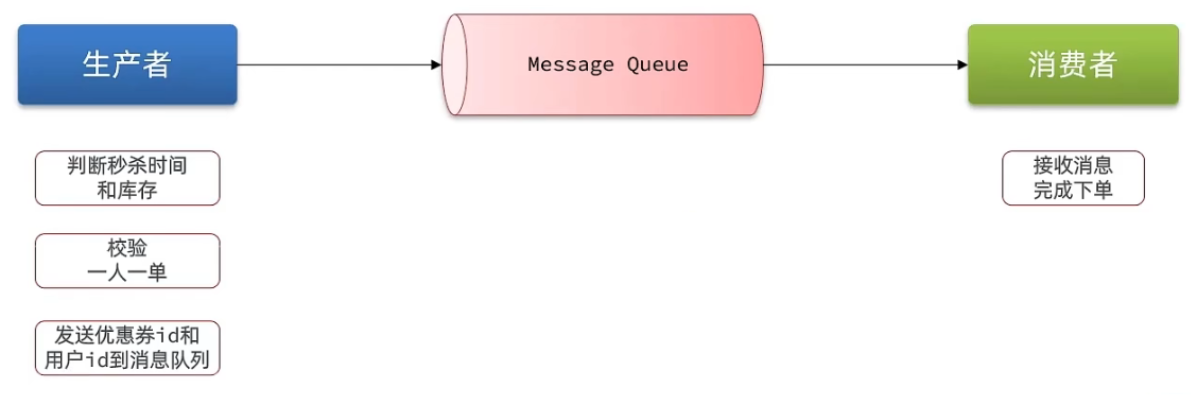 生产者
Message Queue
消费者
判断秒杀时间
和库存
接收消息
完成下单
校验
一人一单
发送优惠券id和
用户id到消息队列